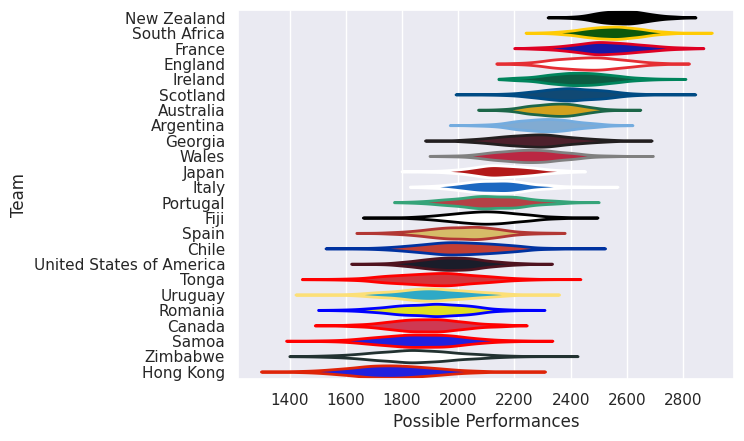 New Zealand
South Africa
France
England
Ireland
Scotland
Australia
Argentina
Georgia
Wales
Japan
Italy
Portugal
Fiji
Spain
Chile
United States of America
Tonga
Uruguay
Romania
Canada
Samoa
Zimbabwe
Hong Kong
Team
1400 1600 1800 2000 2200 2400 2600 2800
Possible Performances